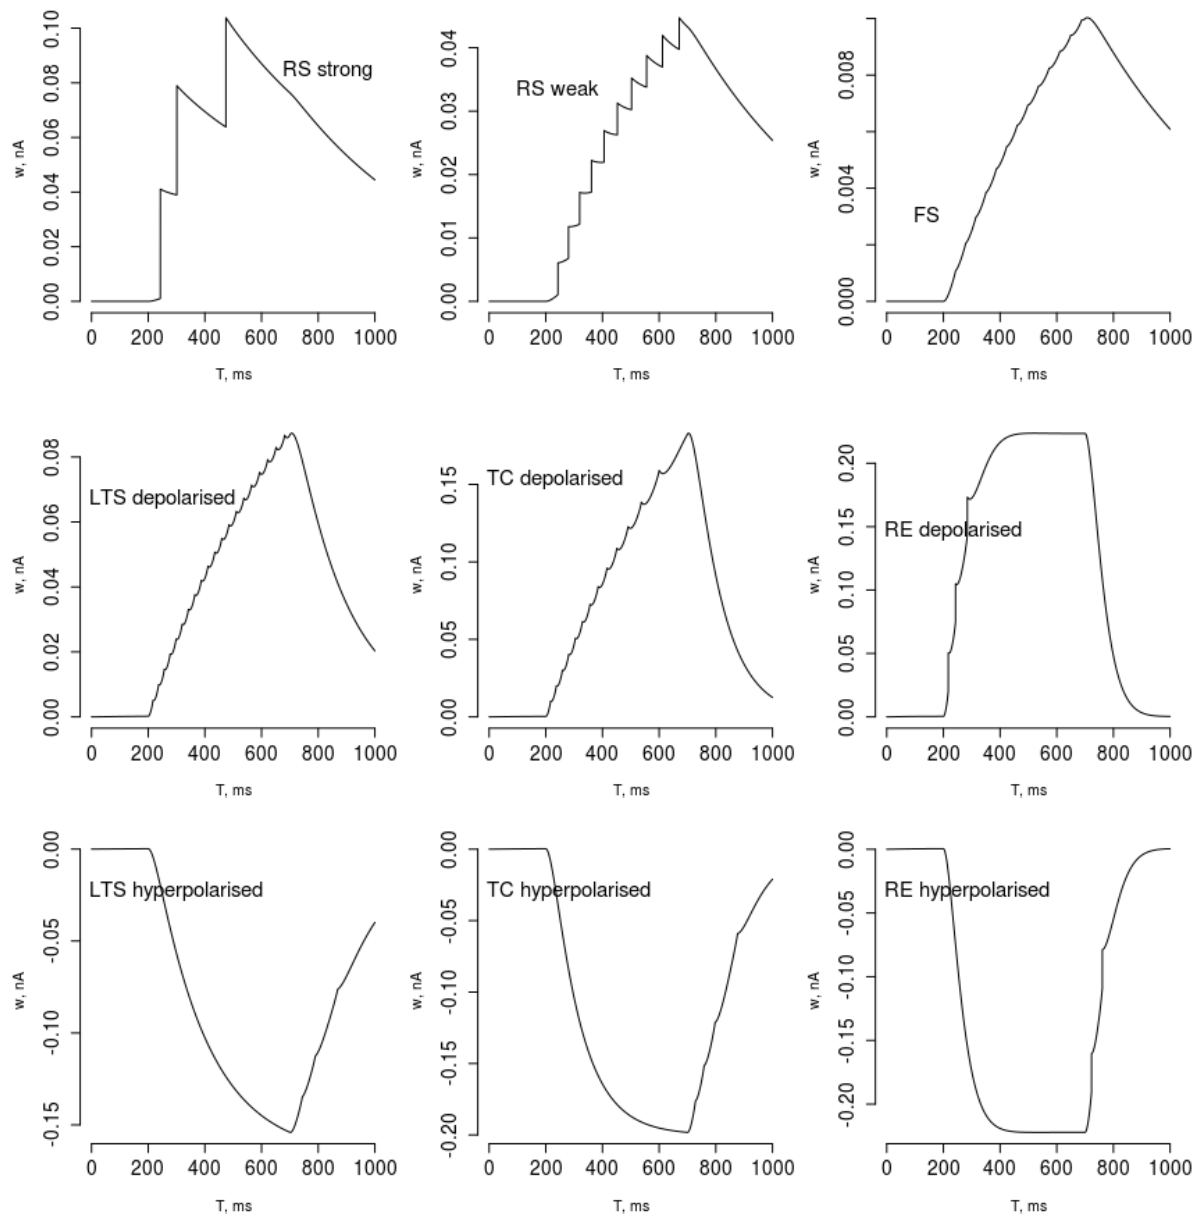 0.00 0.02 0.04 0.06 0.08 0.10
w, nA
RS strong
0 200 400 600 800 1000
T, ms
0.00 0.01 0.02 0.03 0.04
w, nA
RS weak
0 200 400 600 800 1000
T, ms
0.000 0.004 0.008
w, nA
FS
0 200 400 600 800 1000
T, ms
0.00 0.02 0.04 0.06 0.08
w, nA
LTS depolarised
0 200 400 600 800 1000
T, ms
0.00 0.05 0.10 0.15
w, nA
TC depolarised
0 200 400 600 800 1000
T, ms
0.00 0.05 0.10 0.15 0.20
w, nA
RE depolarised
0 200 400 600 800 1000
T, ms
-0.15 -0.10 -0.05 0.00
w, nA
LTS hyperpolarised
0 200 400 600 800 1000
T, ms
-0.20 -0.15 -0.10 -0.05 0.00
w, nA
TC hyperpolarised
0 200 400 600 800 1000
T, ms
-0.20 -0.15 -0.10 -0.05 0.00
w, nA
RE hyperpolarised
0 200 400 600 800 1000
T, ms